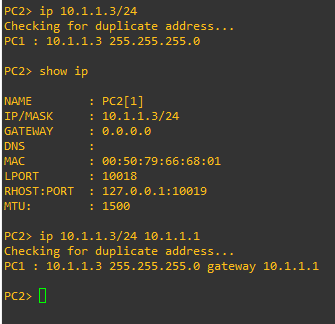 PC2> ip 10.1.1.3/24
Checking for duplicate address...
PC1 : 10.1.1.3 255.255.255.0
PC2> show ip
NAME : PC2[1]
IP/MASK : 10.1.1.3/24
GATEWAY : 0.0.0.0
DNS :
MAC : 00:50:79:66:68:01
LPORT : 10018
RHOST:PORT : 127.0.0.1:10019
MTU: : 1500
PC2> ip 10.1.1.3/24 10.1.1.1
Checking for duplicate address...
PC1 : 10.1.1.3 255.255.255.0 gateway 10.1.1.1
PC2>